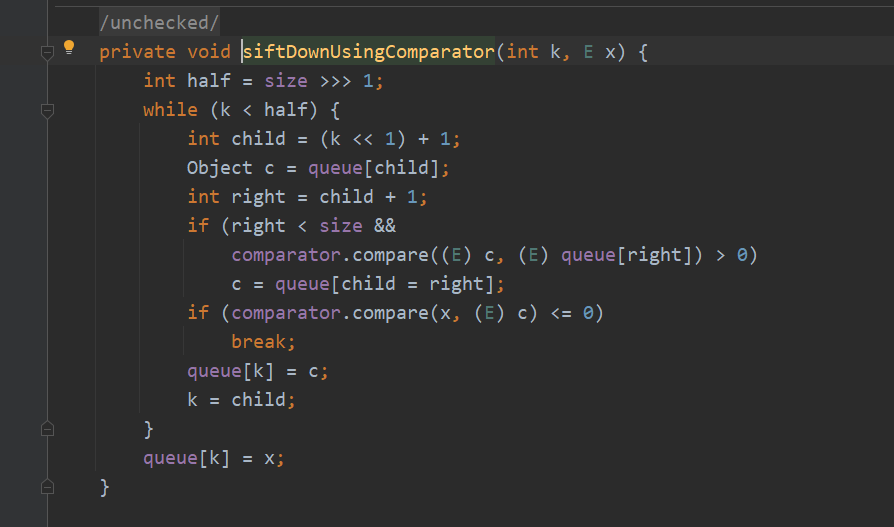 /unchecked/
private void siftDownUsingComparator(int k, E x) {
    int half = size >>> 1;
    while (k < half) {
        int child = (k << 1) + 1;
        Object c = queue[child];
        int right = child + 1;
        if (right < size &&
            comparator.compare((E) c, (E) queue[right]) > 0)
            c = queue[child = right];
        if (comparator.compare(x, (E) c) <= 0)
            break;
        queue[k] = c;
        k = child;
    }
    queue[k] = x;
}